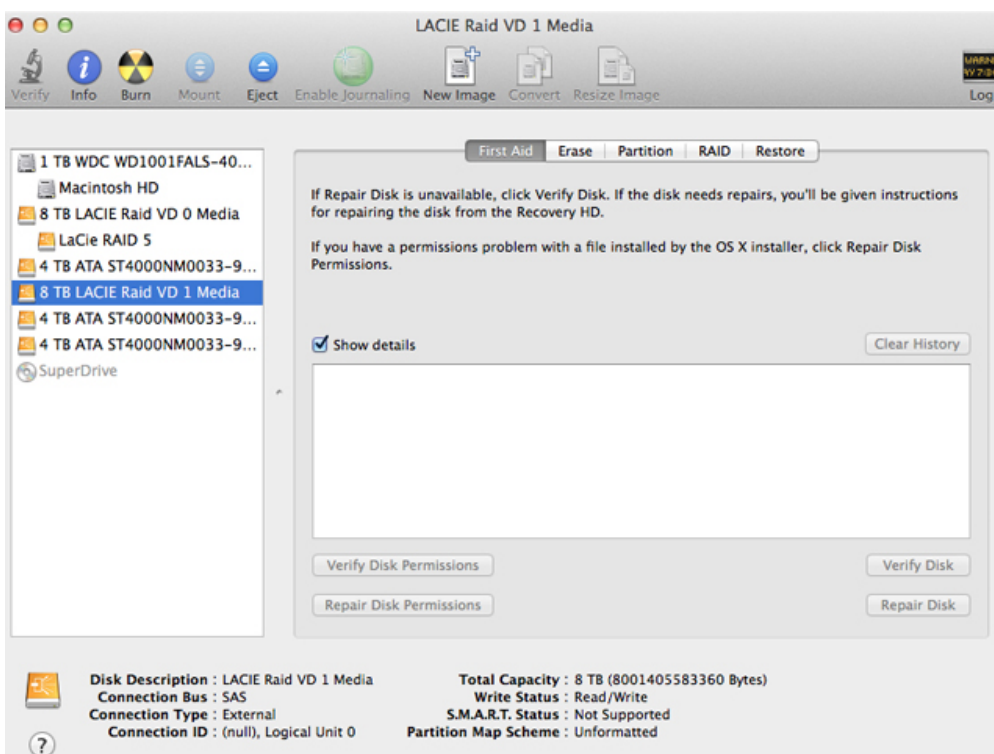 LACIE Raid VD 1 Media
Verify Info Burn Mount Eject Enable Journaling New Image Convert Resize Image Log
1 TB WDC WD1001FALS-40...
Macintosh HD
8 TB LACIE Raid VD 0 Media
LaCie RAID 5
4 TB ATA ST4000NM0033-9...
8 TB LACIE Raid VD 1 Media
4 TB ATA ST4000NM0033-9...
4 TB ATA ST4000NM0033-9...
SuperDrive
First Aid Erase Partition RAID Restore
If Repair Disk is unavailable, click Verify Disk. If the disk needs repairs, you'll be given instructions
for repairing the disk from the Recovery HD.
If you have a permissions problem with a file installed by the OS X installer, click Repair Disk
Permissions.
Show details
Clear History
Verify Disk Permissions
Verify Disk
Repair Disk Permissions
Repair Disk
Disk Description : LACIE Raid VD 1 Media
Connection Bus : SAS
Connection Type : External
Connection ID : (null), Logical Unit 0
Total Capacity : 8 TB (8001405583360 Bytes)
Write Status : Read/Write
S.M.A.R.T. Status : Not Supported
Partition Map Scheme : Unformatted
?